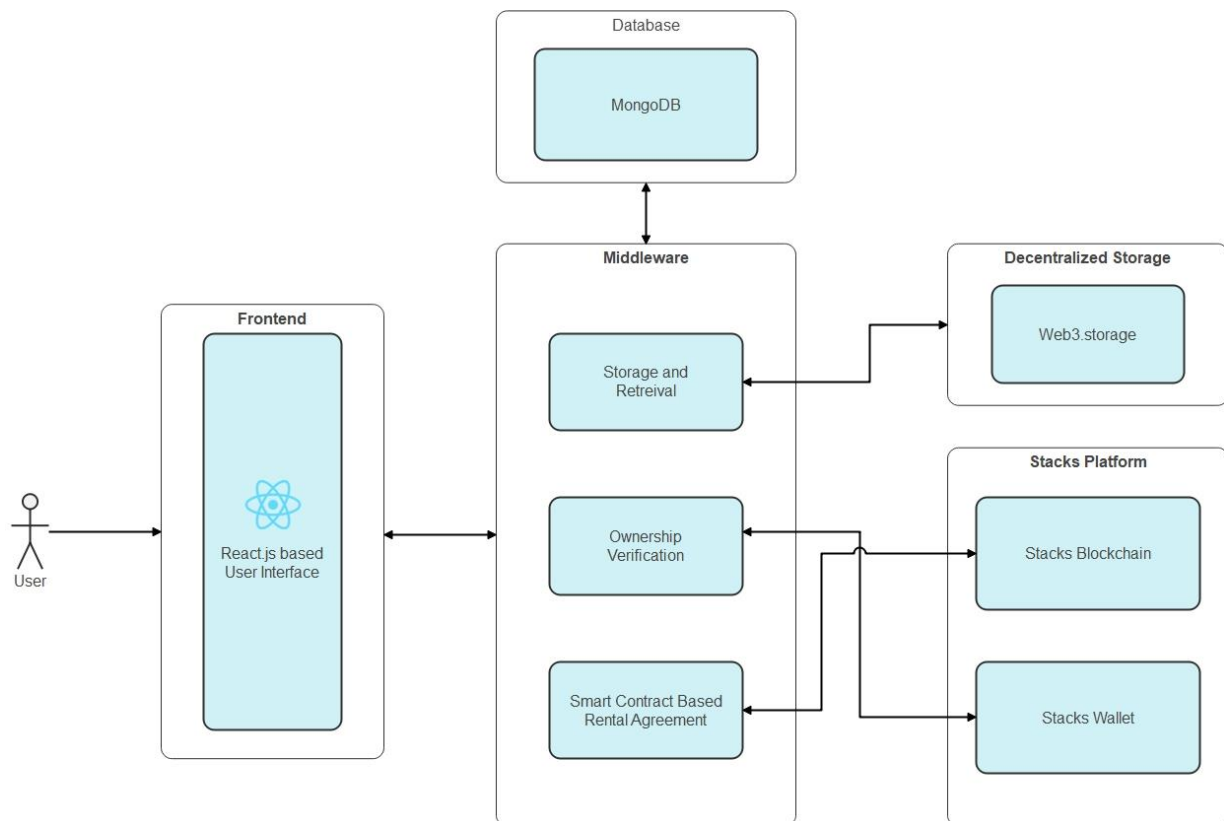 Database
MongoDB
Middleware
Decentralized Storage
Web3.storage
Frontend
Storage and
Retreival
Stacks Platform
React.js based
User Interface
User
Ownership
Verification
Stacks Blockchain
Smart Contract Based
Rental Agreement
Stacks Wallet